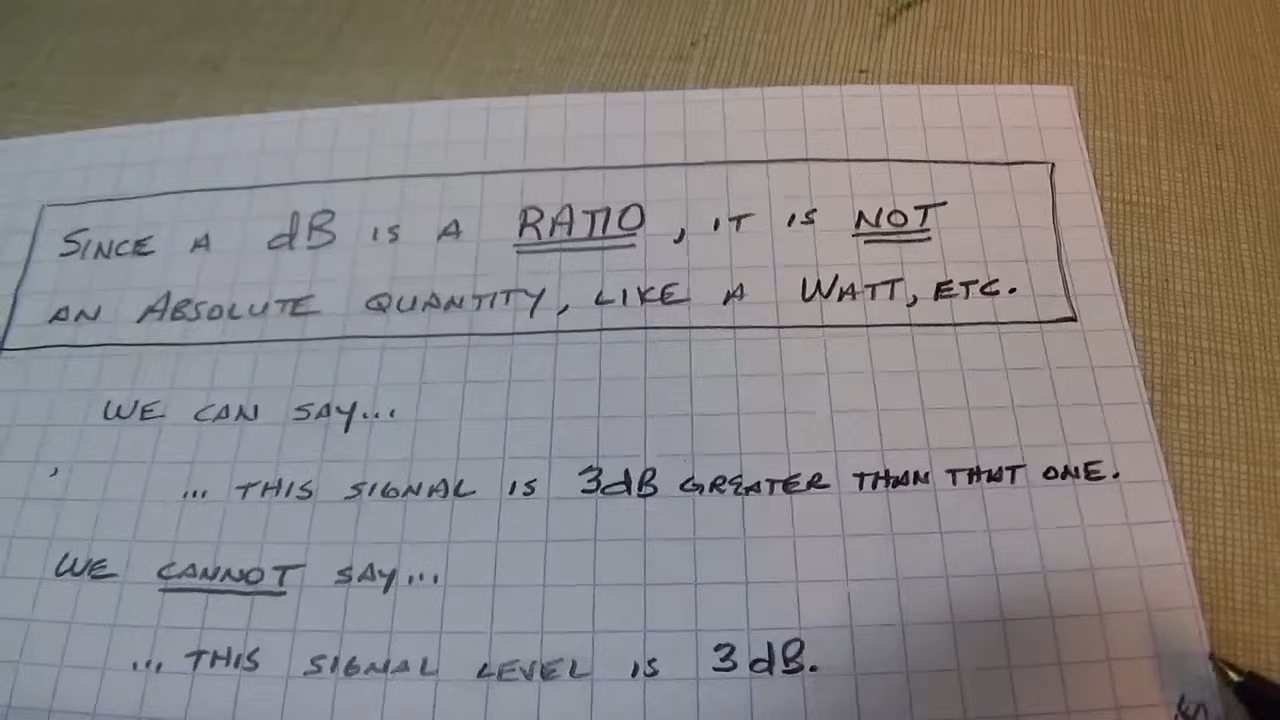 SINCE A dB IS A RATIO, IT IS NOT
AN ABSOLUTE QUANTITY, LIKE A WATT, ETC.
WE CAN SAY...
... THIS SIGNAL IS 3dB GREATER THAN THAT ONE.
WE CANNOT SAY...
... THIS SIGNAL LEVEL IS 3dB.